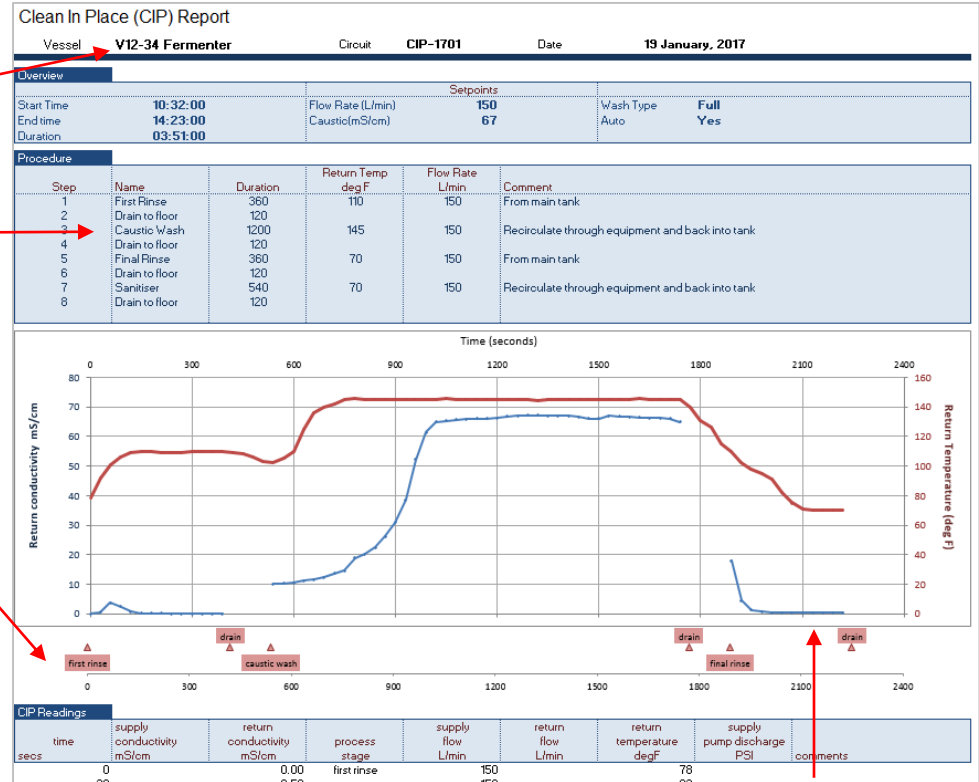 Clean In Place (CIP) Report
Vessel V12-34 Fermenter Circuit CIP-1701 Date 19 January, 2017
Overview
Setpoints
Start Time 10:32:00 Flow Rate (L/min) 150 Wash Type Full
End time 14:23:00 Caustic(mS/cm) 67 Auto Yes
Duration 03:51:00
Procedure
Return Temp Flow Rate
Step Name Duration deg F L/min Comment
1 First Rinse 360 110 150 From main tank
2 Drain to floor 120
3 Caustic Wash 1200 145 150 Recirculate through equipment and back into tank
4 Drain to floor 120
5 Final Rinse 360 70 150 From main tank
6 Drain to floor 120
7 Sanitiser 540 70 150 Recirculate through equipment and back into tank
8 Drain to floor 120
Time (seconds)
0 300 600 900 1200 1500 1800 2100 2400
80 160
70 140
60 120
50 100
40 80
30 60
20 40
10 20
0 0
Return conductivity mS/cm
Return Temperature (deg F)
drain drain drain
first rinse caustic wash final rinse
0 300 600 900 1200 1500 1800 2100 2400
CIP Readings
supply return supply return return supply
time conductivity conductivity process flow flow temperature pump discharge
secs mS/cm mS/cm stage L/min L/min degF PSI comments
0 0.00 first rinse 150 78